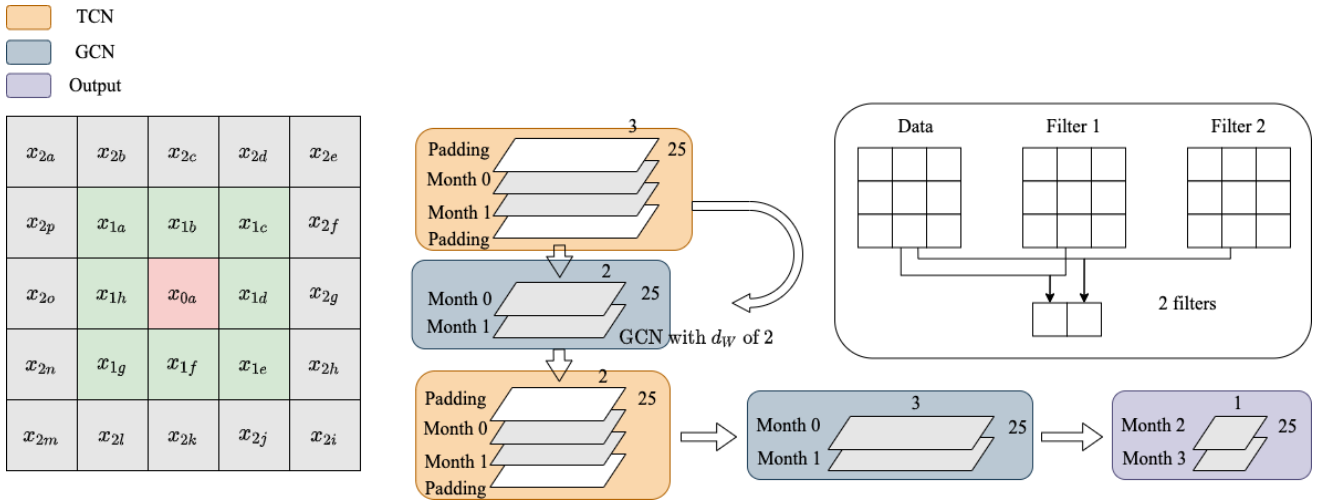 TCN
GCN
Output
x2a x2b x2c x2d x2e
x2p x1a x1b x1c x2f
x2o x1h x0a x1d x2g
x2n x1g x1f x1e x2h
x2m x2l x2k x2j x2i
3
Padding 25
Month 0
Month 1
Padding
2
Month 0 25
Month 1
GCN with dW of 2
2
Padding 25
Month 0
Month 1
Padding
3
Month 0 25
Month 1
1
Month 2 25
Month 3
Data Filter 1 Filter 2
2 filters